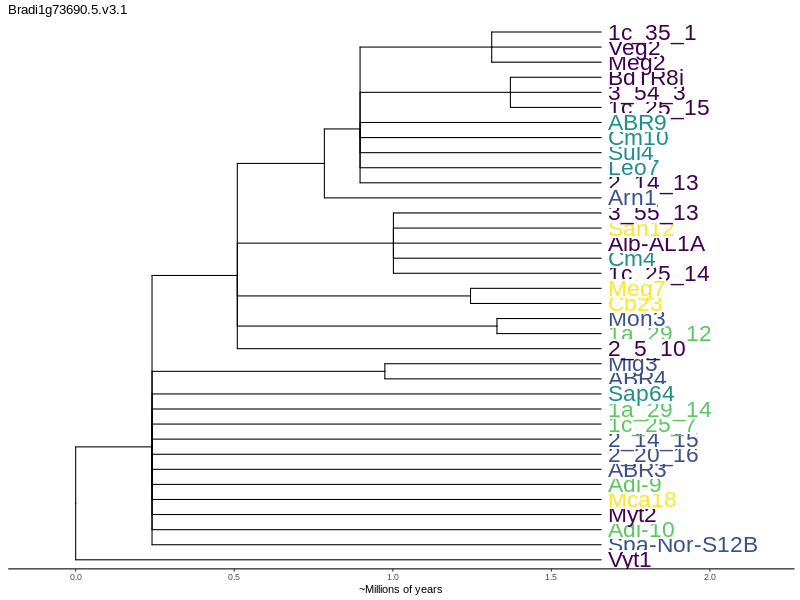 Bradi1g73690.5.v3.1
1c_35_1
Veg2
Meg2
BdTR8i
3_54_3
1c_25_15
ABR9
Cm10
Sul4
Leo7
2_14_13
Arn1
3_55_13
San12
Alb-AL1A
Cm4
1c_25_14
Meg7
Cb23
Mon3
1a_29_12
2_5_10
Mig3
ABR4
Sap64
1a_29_14
1c_25_7
2_14_15
2_20_16
ABR3
Adi-9
Mca18
Myt2
Adi-10
Spa-Nor-S12B
Vyt1
0.0 0.5 1.0 1.5 2.0
~Millions of years